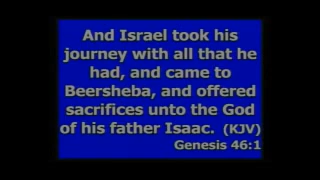 And Israel took his
journey with all that he
had, and came to
Beersheba, and offered
sacrifices unto the God
of his father Isaac. (KJV)
Genesis 46:1